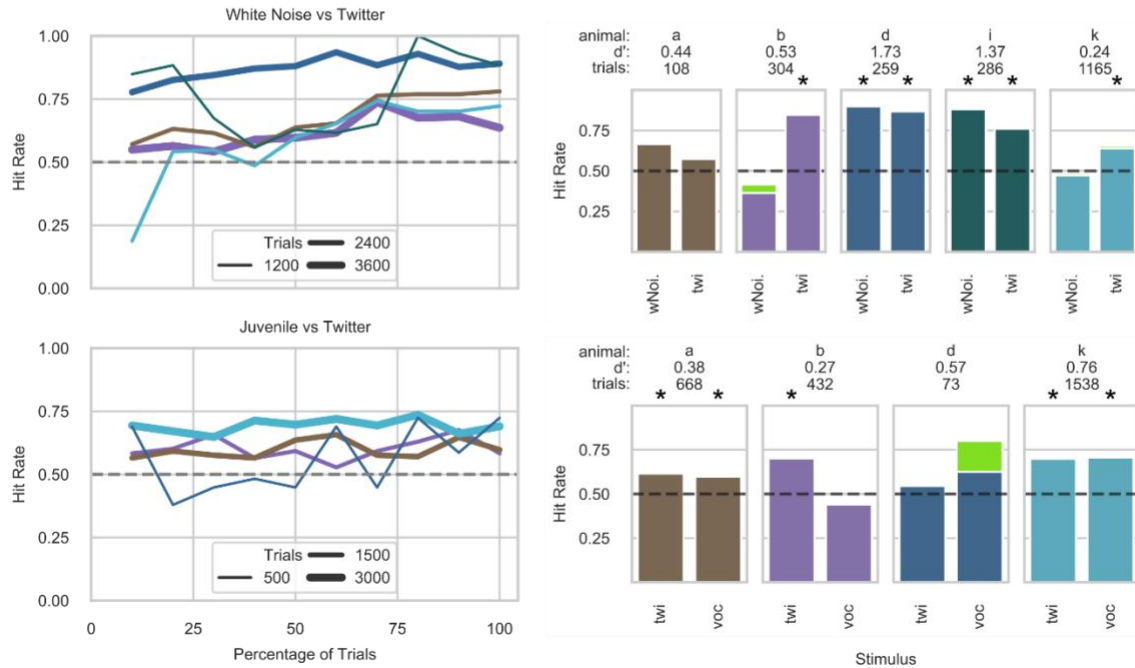 White Noise vs Twitter
1.00
0.75
0.50
0.25
0.00
Hit Rate
Trials 2400
1200 3600
animal: a b d i k
d': 0.44 0.53 1.73 1.37 0.24
trials: 108 304 259 286 1165
* * * * * *
0.75
0.50
0.25
Hit Rate
wNoi. twi wNoi. twi wNoi. twi wNoi. twi wNoi. twi
Juvenile vs Twitter
1.00
0.75
0.50
0.25
0.00
Hit Rate
Trials 1500
500 3000
0 25 50 75 100
Percentage of Trials
animal: a b d k
d': 0.38 0.27 0.57 0.76
trials: 668 432 73 1538
* * * * *
0.75
0.50
0.25
Hit Rate
twi voc twi voc twi voc twi voc
Stimulus